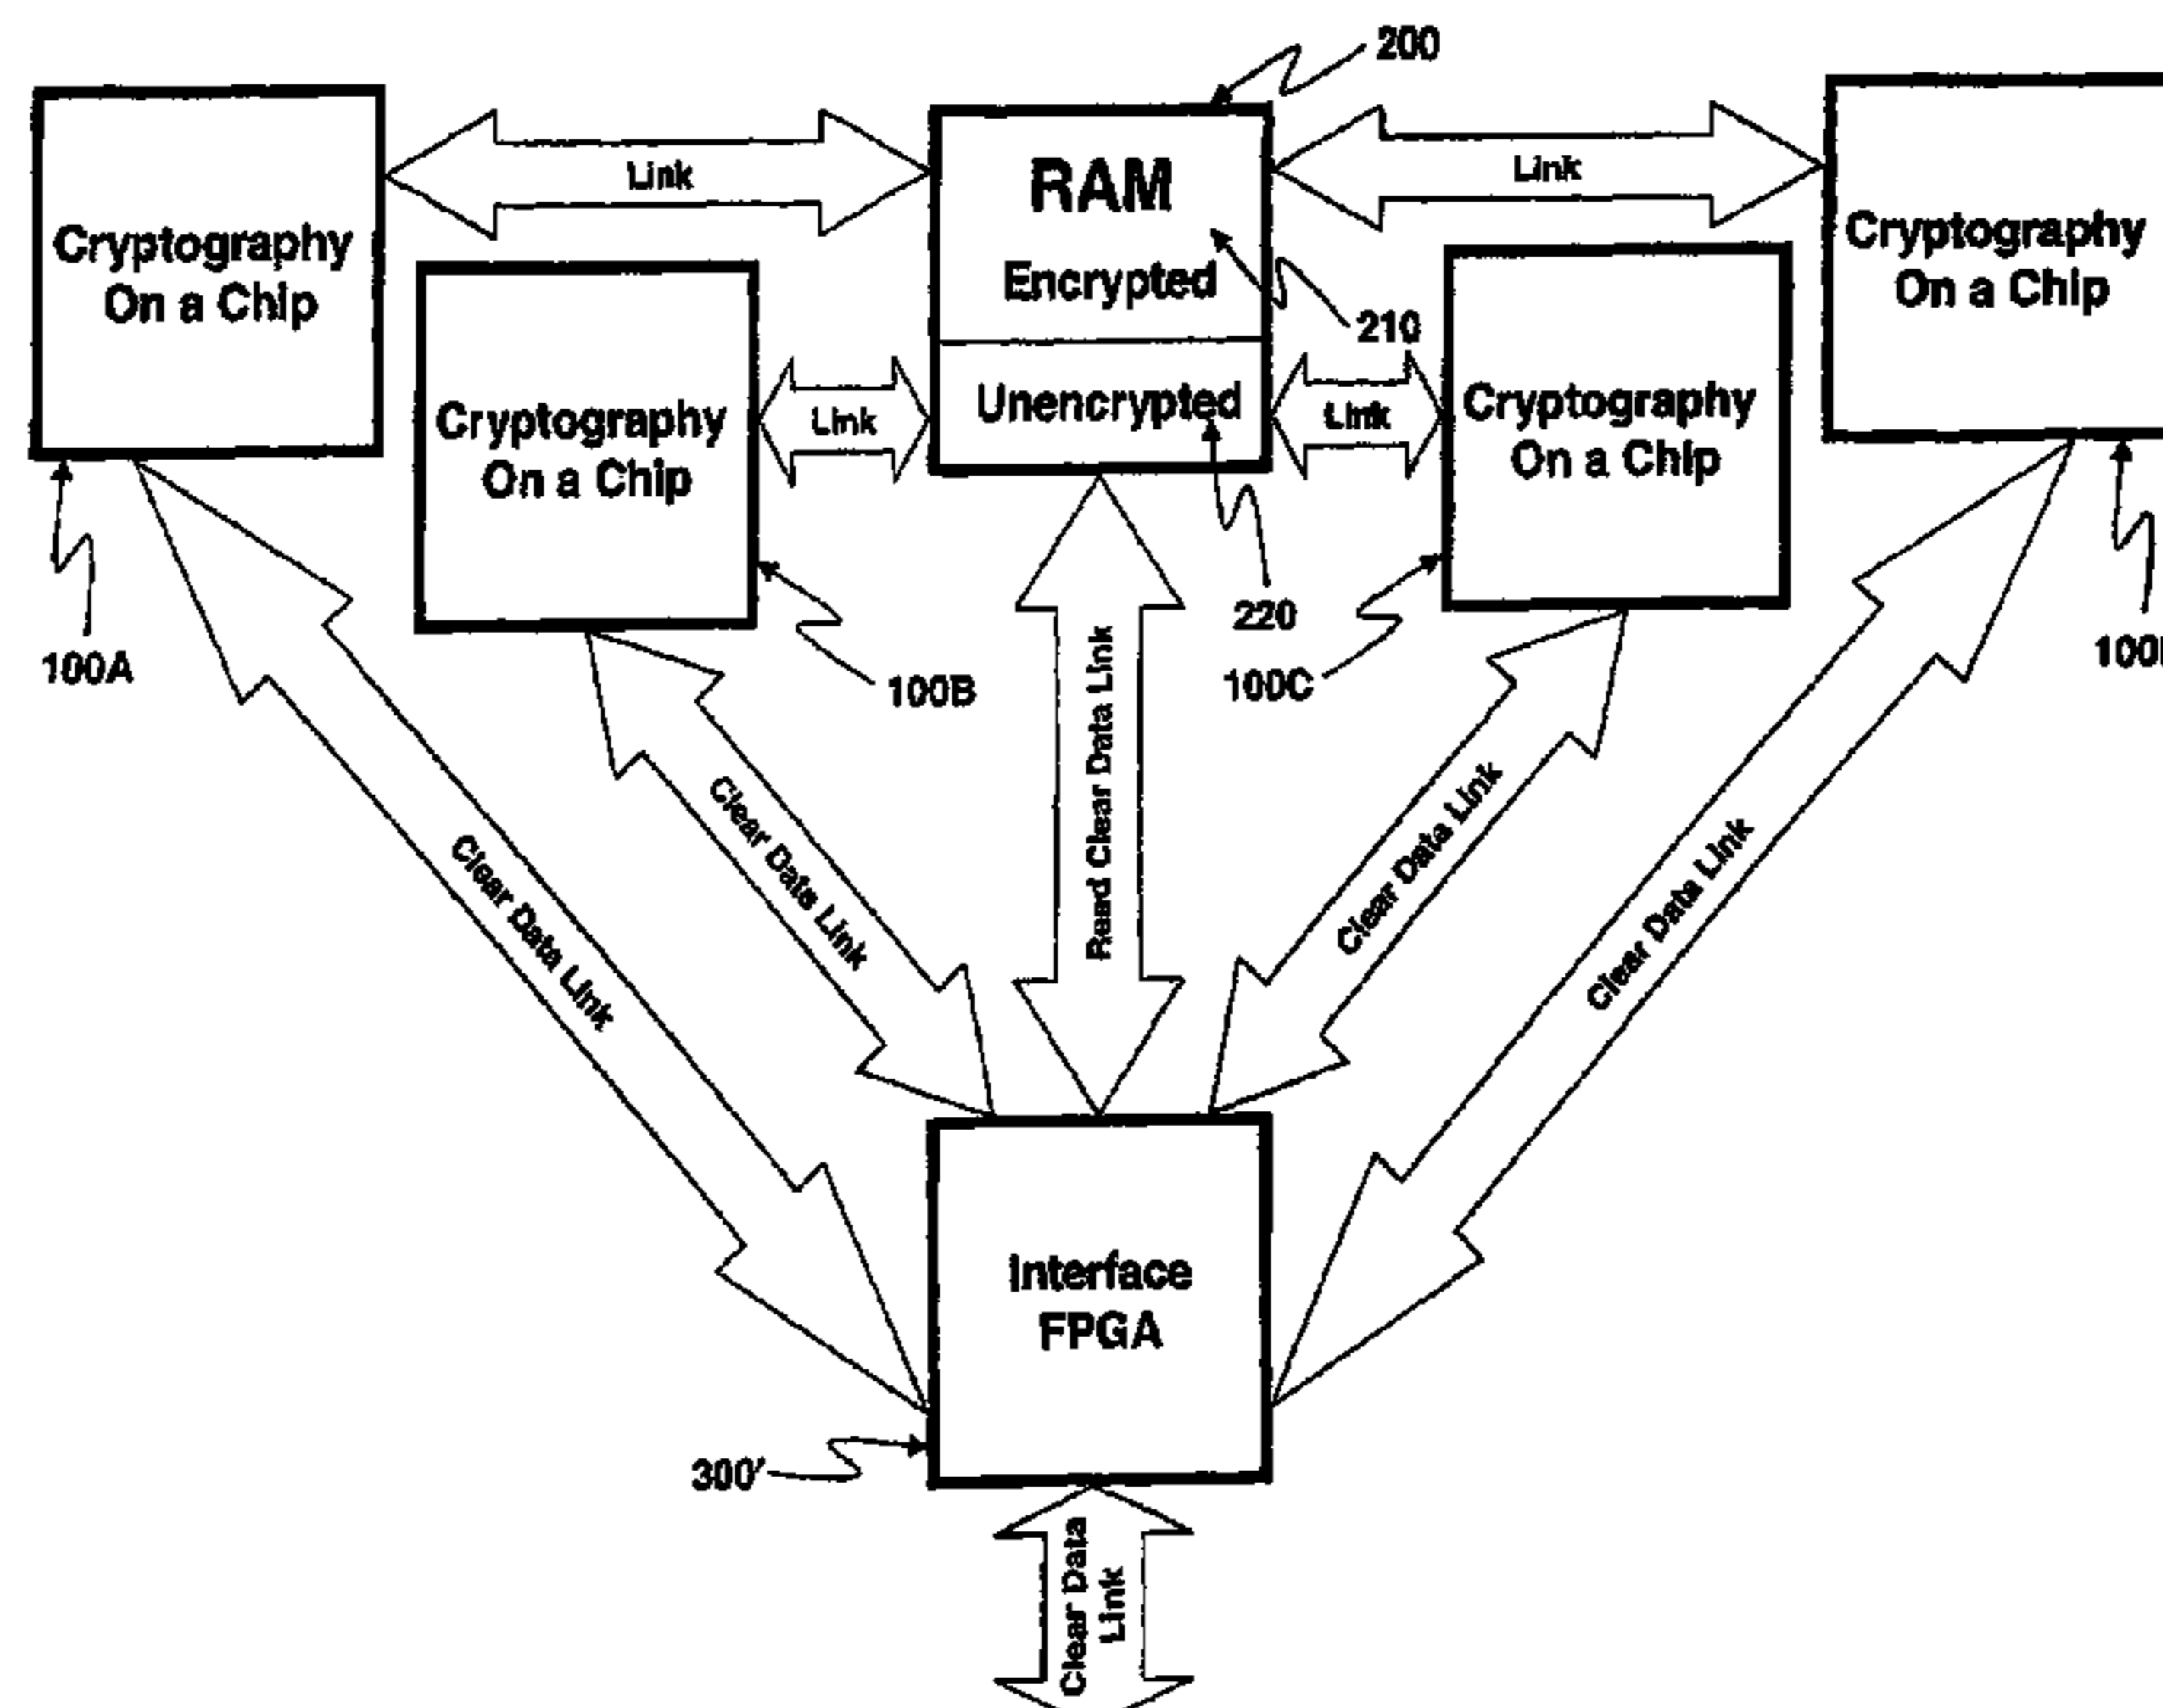 200
Cryptography
On a Chip
Link
RAM
Encrypted
Link
Cryptography
On a Chip
210
Cryptography
On a Chip
Link
Unencrypted
Link
Cryptography
On a Chip
100A
100B
220
100C
Clear Data Link
Clear Data Link
Read Clear Data Link
Clear Data Link
Clear Data Link
Interface
FPGA
300'
Clear Data
Link